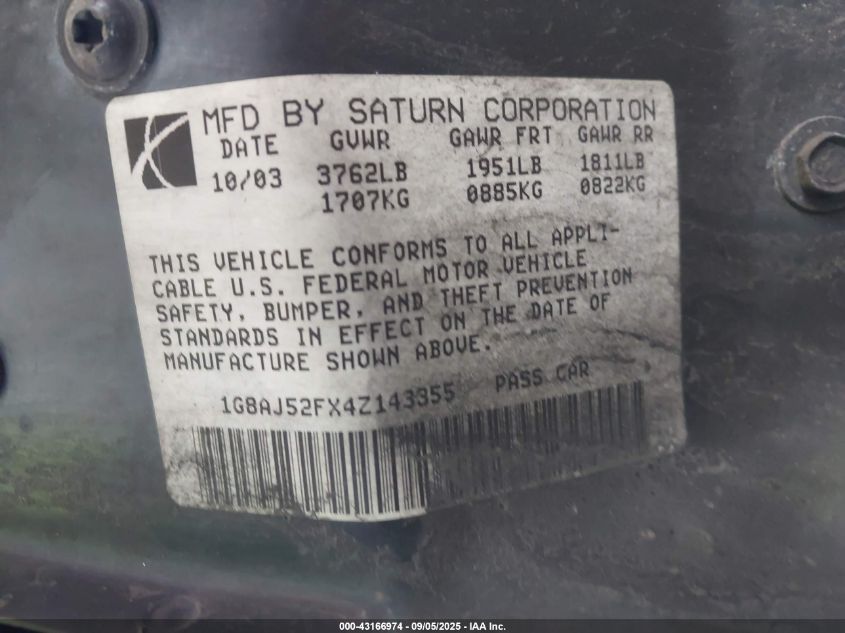 MFD BY SATURN CORPORATION
DATE GVWR GAWR FRT GAWR RR
10/03 3762LB 1951LB 1811LB
1707KG 0885KG 0822KG
THIS VEHICLE CONFORMS TO ALL APPLI-
CABLE U.S. FEDERAL MOTOR VEHICLE
SAFETY, BUMPER, AND THEFT PREVENTION
STANDARDS IN EFFECT ON THE DATE OF
MANUFACTURE SHOWN ABOVE.
1G8AJ52FX4Z143355 PASS CAR
000-43166974 - 09/05/2025 - IAA Inc.